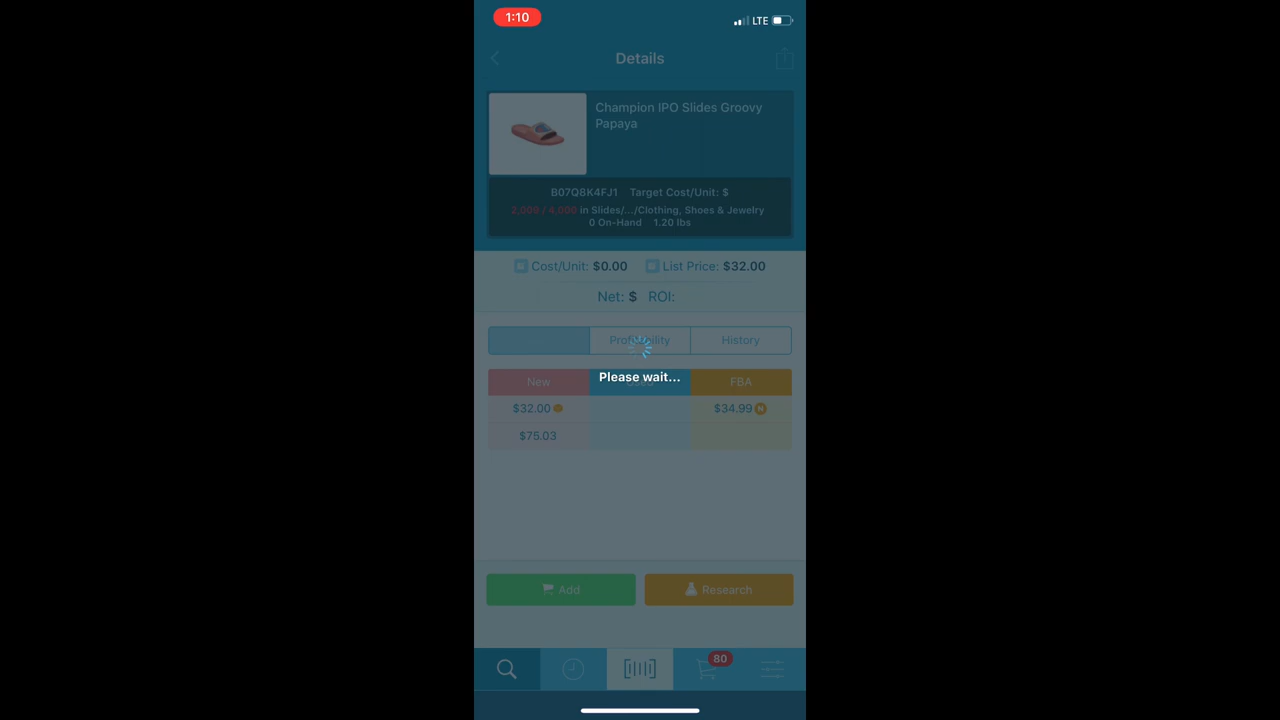 1:10
LTE
Details
Champion IPO Slides Groovy
Papaya
B07Q8K4FJ1 Target Cost/Unit: $
2,009 / 4,000 in Slides/.../Clothing, Shoes & Jewelry
0 On-Hand 1.20 lbs
Cost/Unit: $0.00 List Price: $32.00
Net: $ ROI:
Profitability History
Please wait...
New FBA
$32.00 $34.99 N
$75.03
Add Research
80